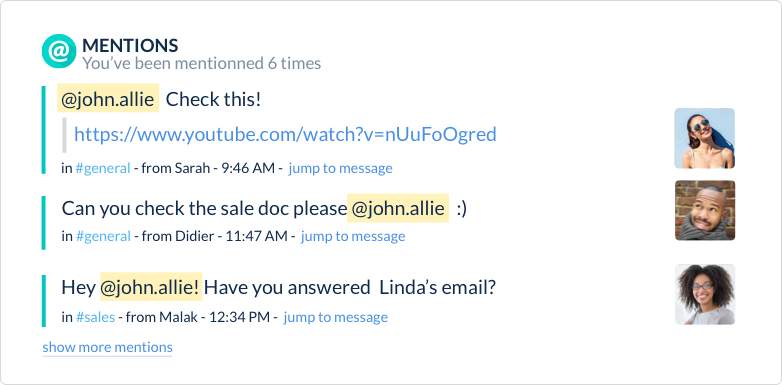 @ MENTIONS
You've been mentionned 6 times
@john.allie Check this!
https://www.youtube.com/watch?v=nUuFoOgred
in #general - from Sarah - 9:46 AM - jump to message
Can you check the sale doc please @john.allie :)
in #general - from Didier - 11:47 AM - jump to message
Hey @john.allie! Have you answered Linda's email?
in #sales - from Malak - 12:34 PM - jump to message
show more mentions